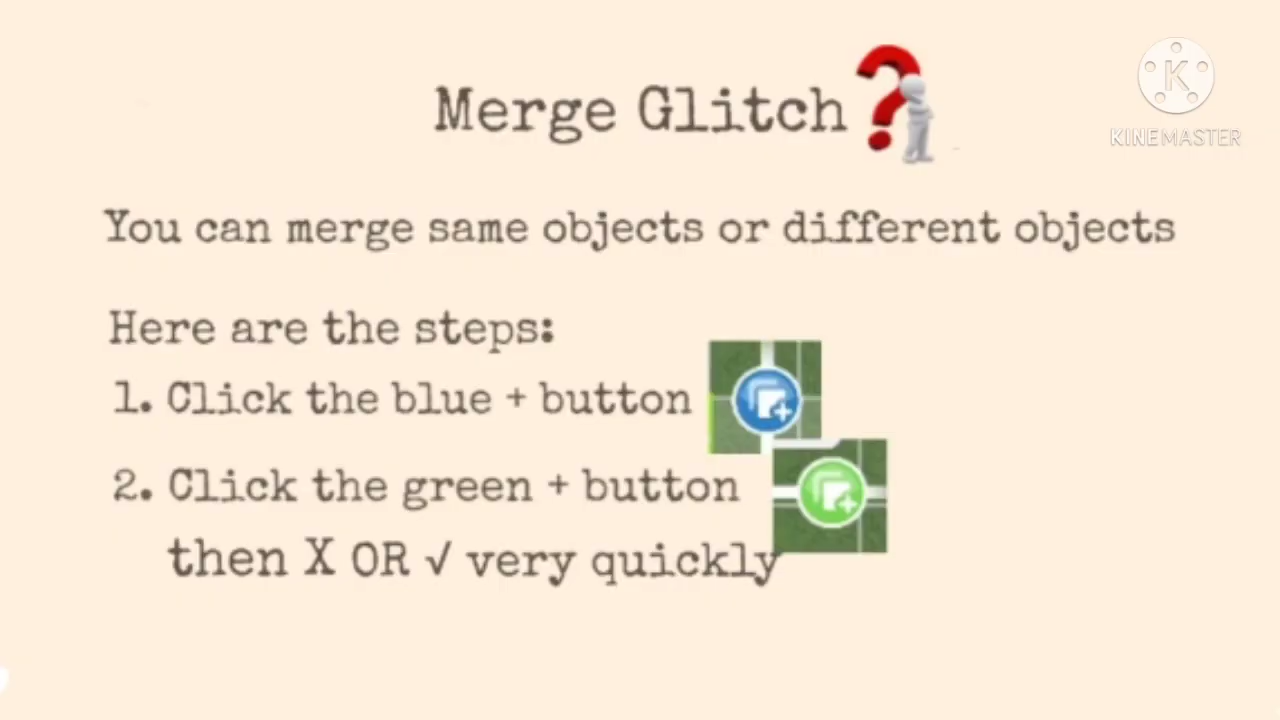 Merge Glitch?
KINEMASTER
You can merge same objects or different objects
Here are the steps:
1. Click the blue + button
2. Click the green + button
then X OR √ very quickly